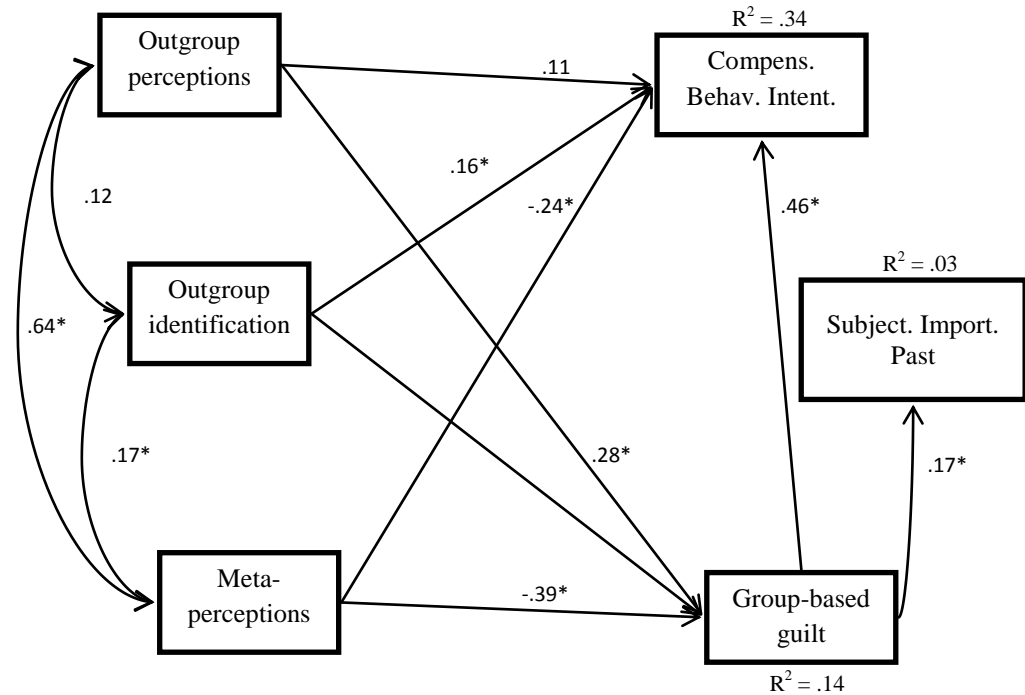 R² = .34
Outgroup
perceptions
Compens.
Behav. Intent.
.11
.16*
-.24*
.12
.46*
R² = .03
Outgroup
identification
Subject. Import.
Past
.64*
.17*
.28*
.17*
Meta-
perceptions
-.39*
Group-based
guilt
R² = .14